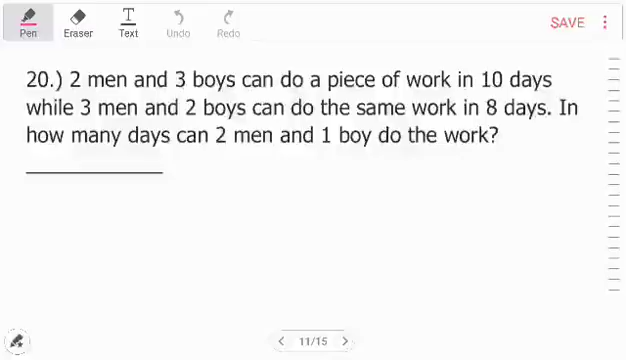 Pen Eraser Text Undo Redo SAVE
20.) 2 men and 3 boys can do a piece of work in 10 days
while 3 men and 2 boys can do the same work in 8 days. In
how many days can 2 men and 1 boy do the work?
11/15